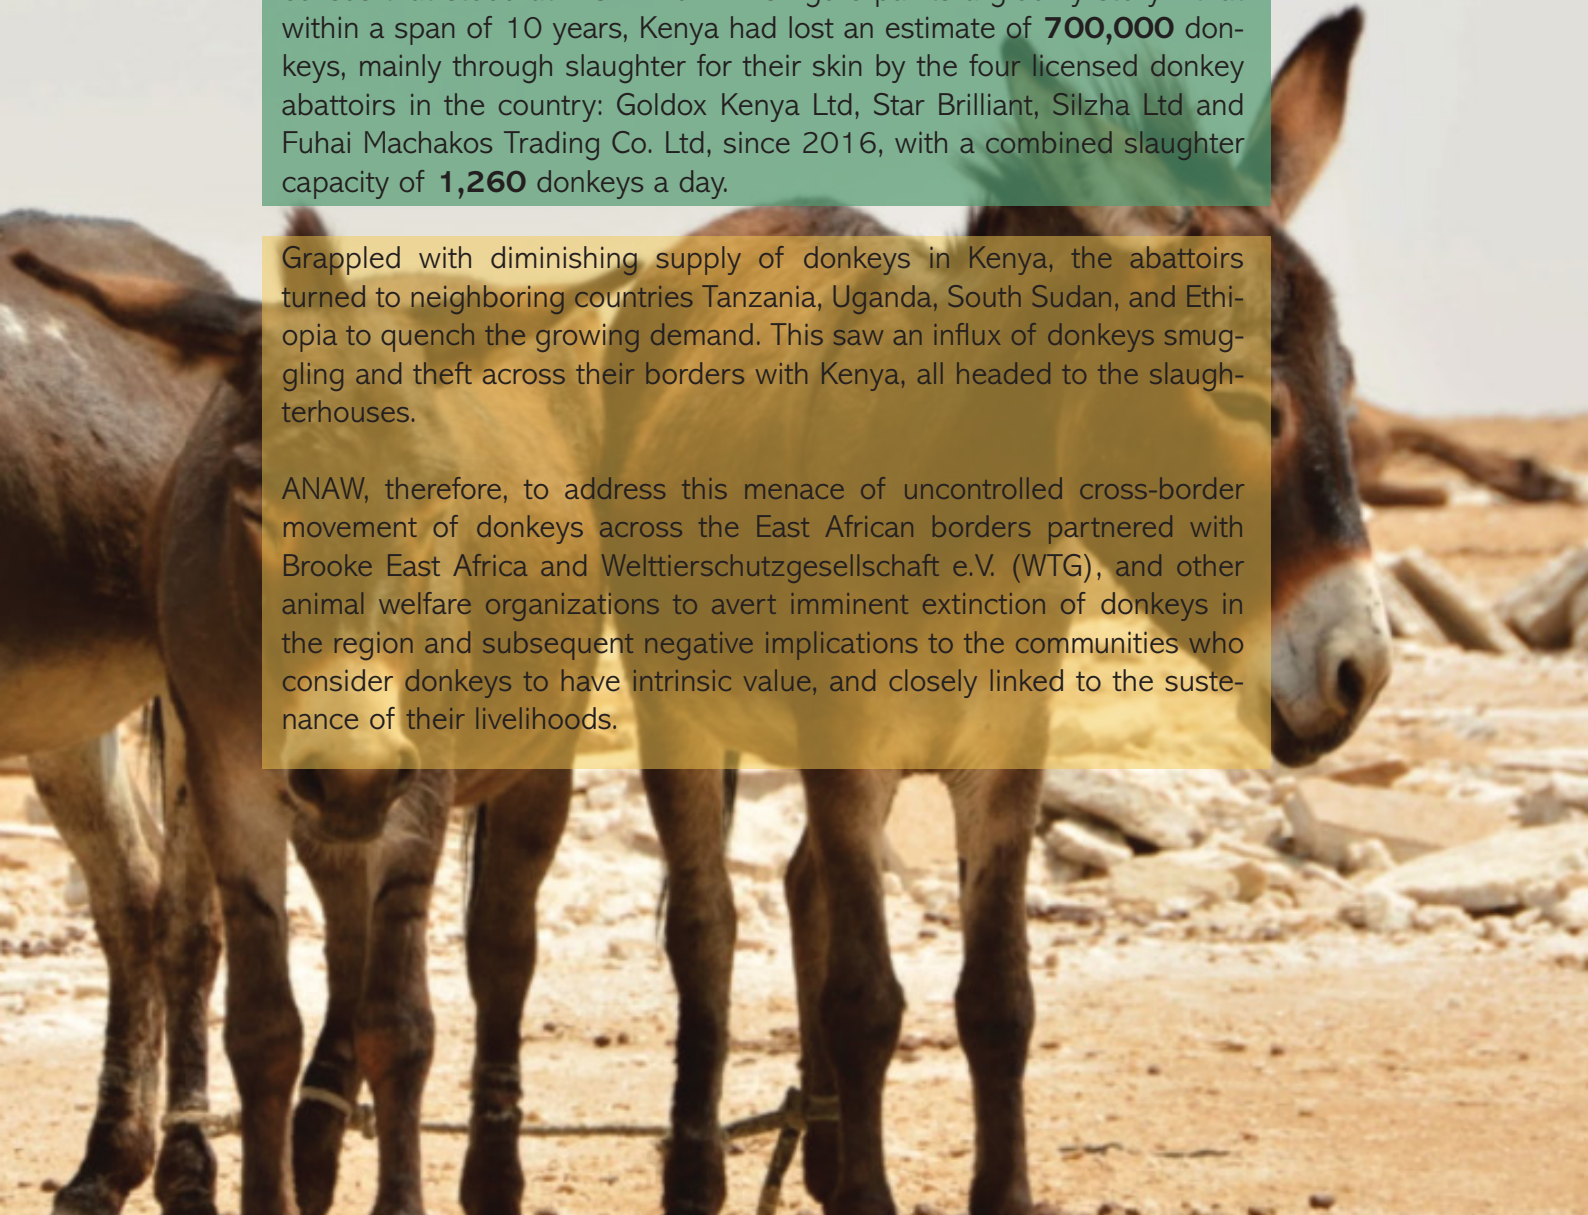 within a span of 10 years, Kenya had lost an estimate of 700,000 don-
keys, mainly through slaughter for their skin by the four licensed donkey
abattoirs in the country: Goldox Kenya Ltd, Star Brilliant, Silzha Ltd and
Fuhai Machakos Trading Co. Ltd, since 2016, with a combined slaughter
capacity of 1,260 donkeys a day.
Grappled with diminishing supply of donkeys in Kenya, the abattoirs
turned to neighboring countries Tanzania, Uganda, South Sudan, and Ethi-
opia to quench the growing demand. This saw an influx of donkeys smug-
gling and theft across their borders with Kenya, all headed to the slaugh-
terhouses.
ANAW, therefore, to address this menace of uncontrolled cross-border
movement of donkeys across the East African borders partnered with
Brooke East Africa and Welttierschutzgesellschaft e.V. (WTG), and other
animal welfare organizations to avert imminent extinction of donkeys in
the region and subsequent negative implications to the communities who
consider donkeys to have intrinsic value, and closely linked to the suste-
nance of their livelihoods.